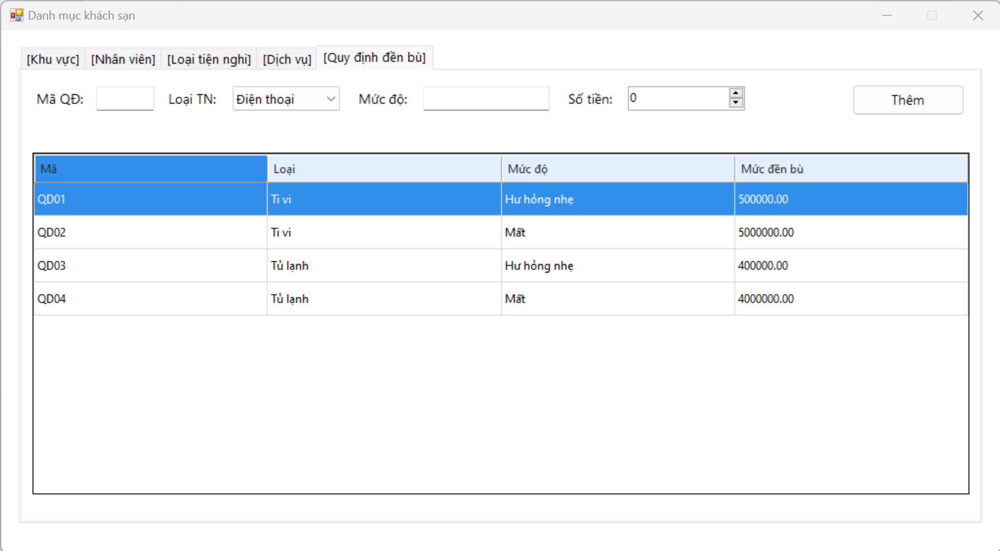 Danh mục khách sạn
[Khu vực] [Nhân viên] [Loại tiện nghi] [Dịch vụ] [Quy định đền bù]
Mã QĐ: Loại TN: Điện thoại Mức độ: Số tiền: 0 Thêm
Mã Loại Mức độ Mức đền bù
QD01 Ti vi Hư hỏng nhẹ 500000.00
QD02 Ti vi Mất 5000000.00
QD03 Tủ lạnh Hư hỏng nhẹ 400000.00
QD04 Tủ lạnh Mất 4000000.00